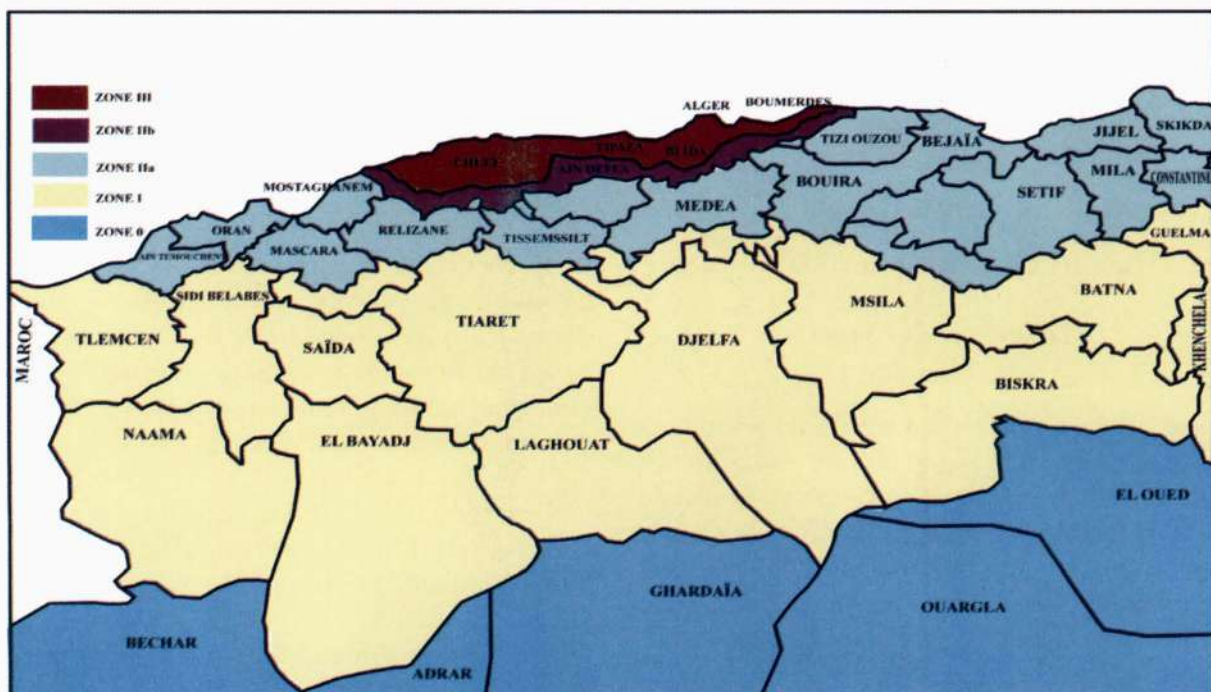 ZONE III
ZONE IIb
ZONE IIa
ZONE I
ZONE 0
ALGER
BOUMERDES
TIPAZA
BLIDA
CHLEF
AIN DEFLA
TIZI OUZOU
BEJAÏA
JIJEL
SKIKDA
MOSTAGHANEM
BOUIRA
SETIF
MILA
CONSTANTINE
MEDEA
ORAN
RELIZANE
TISSEMSSILT
GUELMA
MASCARA
AIN TEMOUCHENT
SIDI BELABES
MSILA
BATNA
TLEMCEN
SAÏDA
TIARET
DJELFA
MAROC
KHENCHELA
BISKRA
NAAMA
EL BAYADJ
LAGHOUAT
EL OUED
GHARDAÏA
OUARGLA
BECHAR
ADRAR